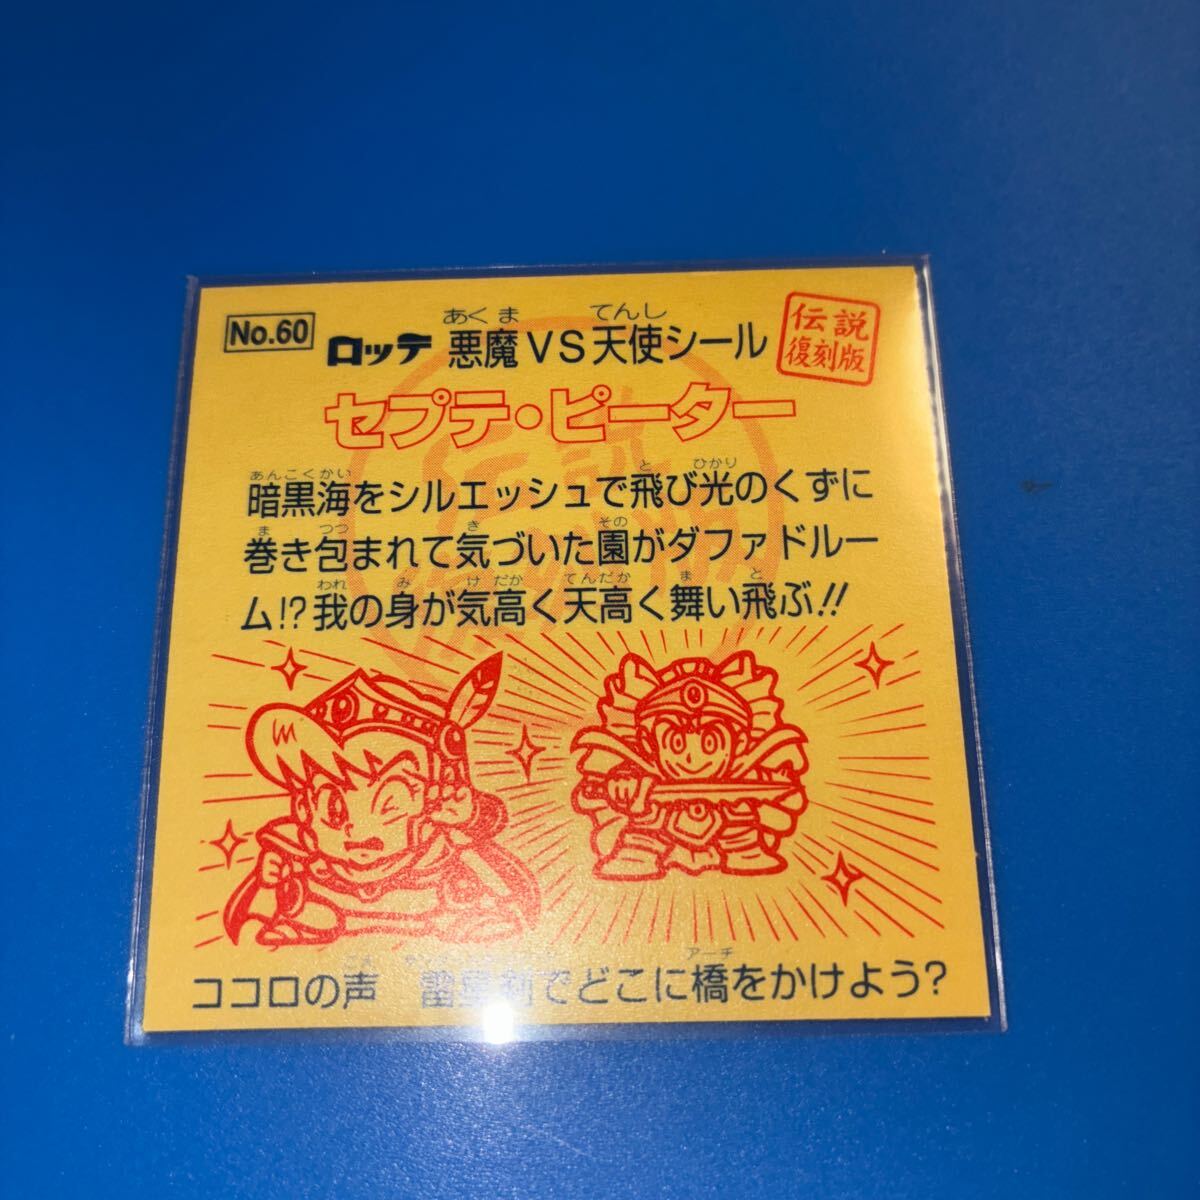 No.60
ロッテ 悪魔VS天使シール
あくま てんし
伝説
復刻版
セプテ・ピーター
あんこくかい と ひかり
暗黒海をシルエッシュで飛び光のくずに
ま つつ き その
巻き包まれて気づいた園がダファドルー
われ み けだか てんだか ま と
ム!?我の身が気高く天高く舞い飛ぶ!!
こえ アーチ
ココロの声 雷星剣でどこに橋をかけよう?